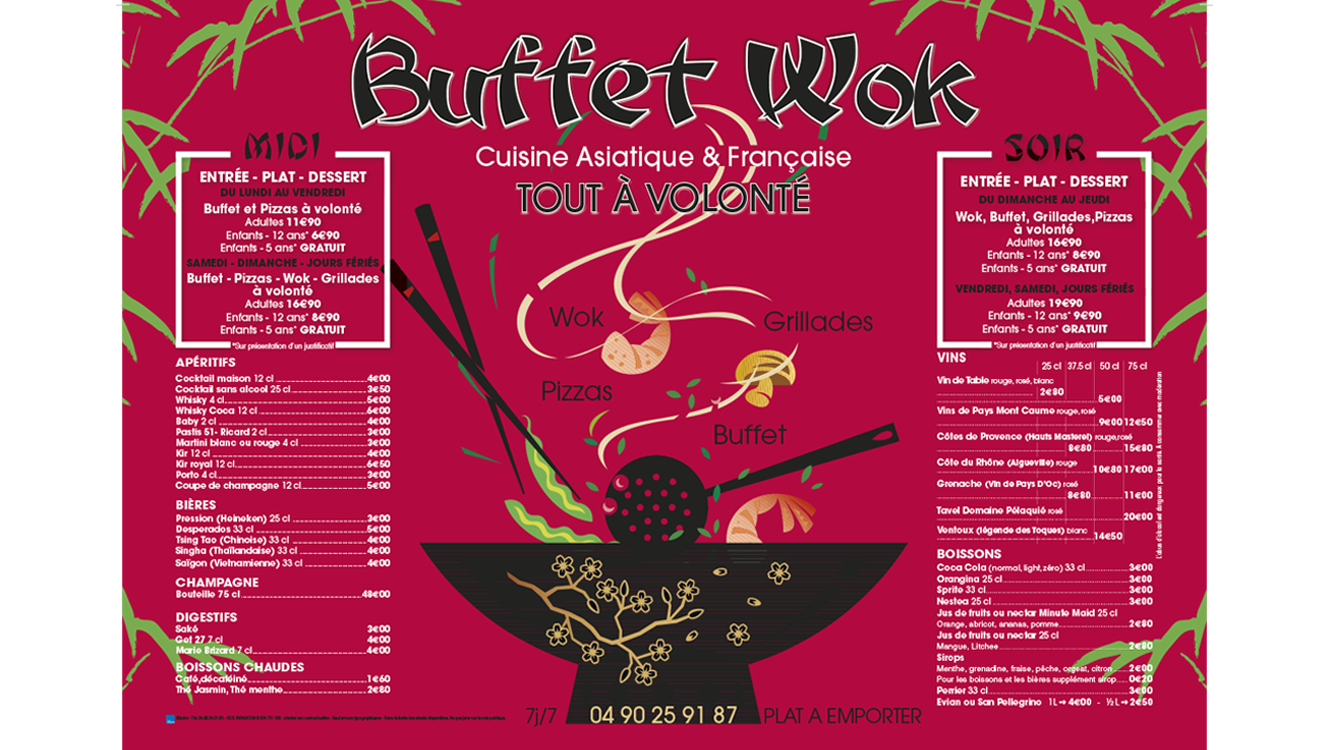 Buffet Wok
Cuisine Asiatique & Française
TOUT À VOLONTÉ
MIDI
ENTRÉE - PLAT - DESSERT
DU LUNDI AU VENDREDI
Buffet et Pizzas à volonté
Adultes 11€90
Enfants - 12 ans* 6€90
Enfants - 5 ans* GRATUIT
SAMEDI - DIMANCHE - JOURS FÉRIÉS
Buffet - Pizzas - Wok - Grillades
à volonté
Adultes 16€90
Enfants - 12 ans* 8€90
Enfants - 5 ans* GRATUIT
*Sur présentation d'un justificatif
APÉRITIFS
Cocktail maison 12 cl 4€00
Cocktail sans alcool 25 cl 3€50
Whisky 4 cl 5€00
Whisky Coca 12 cl 6€00
Baby 2 cl 4€00
Pastis 51- Ricard 2 cl 3€00
Martini blanc ou rouge 4 cl 3€00
Kir 12 cl 4€00
Kir royal 12 cl 6€50
Porto 4 cl 3€00
Coupe de champagne 12 cl 5€00
BIÈRES
Pression (Heineken) 25 cl 3€00
Desperados 33 cl 5€00
Tsing Tao (Chinoise) 33 cl 4€00
Singha (Thaïlandaise) 33 cl 4€00
Saïgon (Vietnamienne) 33 cl 4€00
CHAMPAGNE
Bouteille 75 cl 48€00
DIGESTIFS
Saké 3€00
Get 27 7 cl 4€00
Marie Brizard 7 cl 4€00
BOISSONS CHAUDES
Café, décaféiné 1€60
Thé Jasmin, Thé menthe 2€80
Wok
Grillades
Pizzas
Buffet
7j/7
04 90 25 91 87
PLAT A EMPORTER
SOIR
ENTRÉE - PLAT - DESSERT
DU DIMANCHE AU JEUDI
Wok, Buffet, Grillades,Pizzas
à volonté
Adultes 16€90
Enfants - 12 ans* 8€90
Enfants - 5 ans* GRATUIT
VENDREDI, SAMEDI, JOURS FÉRIÉS
Adultes 19€90
Enfants - 12 ans* 9€90
Enfants - 5 ans* GRATUIT
*Sur présentation d'un justificatif
VINS
25 cl 37.5 cl 50 cl 75 cl
Vin de Table rouge, rosé, blanc
2€80 5€00
Vins de Pays Mont Caume rouge, rosé
9€00 12€50
Côtes de Provence (Hauts Masterel) rouge,rosé
8€80 15€80
Côte du Rhône (Aigueville) rouge
10€80 17€00
Grenache (Vin de Pays D'Oc) rosé
8€80 11€00
Tavel Domaine Pélaquié rosé
20€00
Ventoux (légende des Toques) blanc
14€50
L'abus d'alcool est dangereux pour la santé. À consommer avec modération
BOISSONS
Coca Cola (normal, light, zéro) 33 cl 3€00
Orangina 25 cl 3€00
Sprite 33 cl 3€00
Nestea 25 cl 3€00
Jus de fruits ou nectar Minute Maid 25 cl
Orange, abricot, ananas, pomme 2€80
Jus de fruits ou nectar 25 cl
Mangue, Litchee 2€80
Sirops
Menthe, grenadine, fraise, pêche, orgeat, citron 2€00
Pour les boissons et les bières supplément sirop 0€20
Perrier 33 cl 3€00
Evian ou San Pellegrino 1 L → 4€00 - ½ L → 2€50